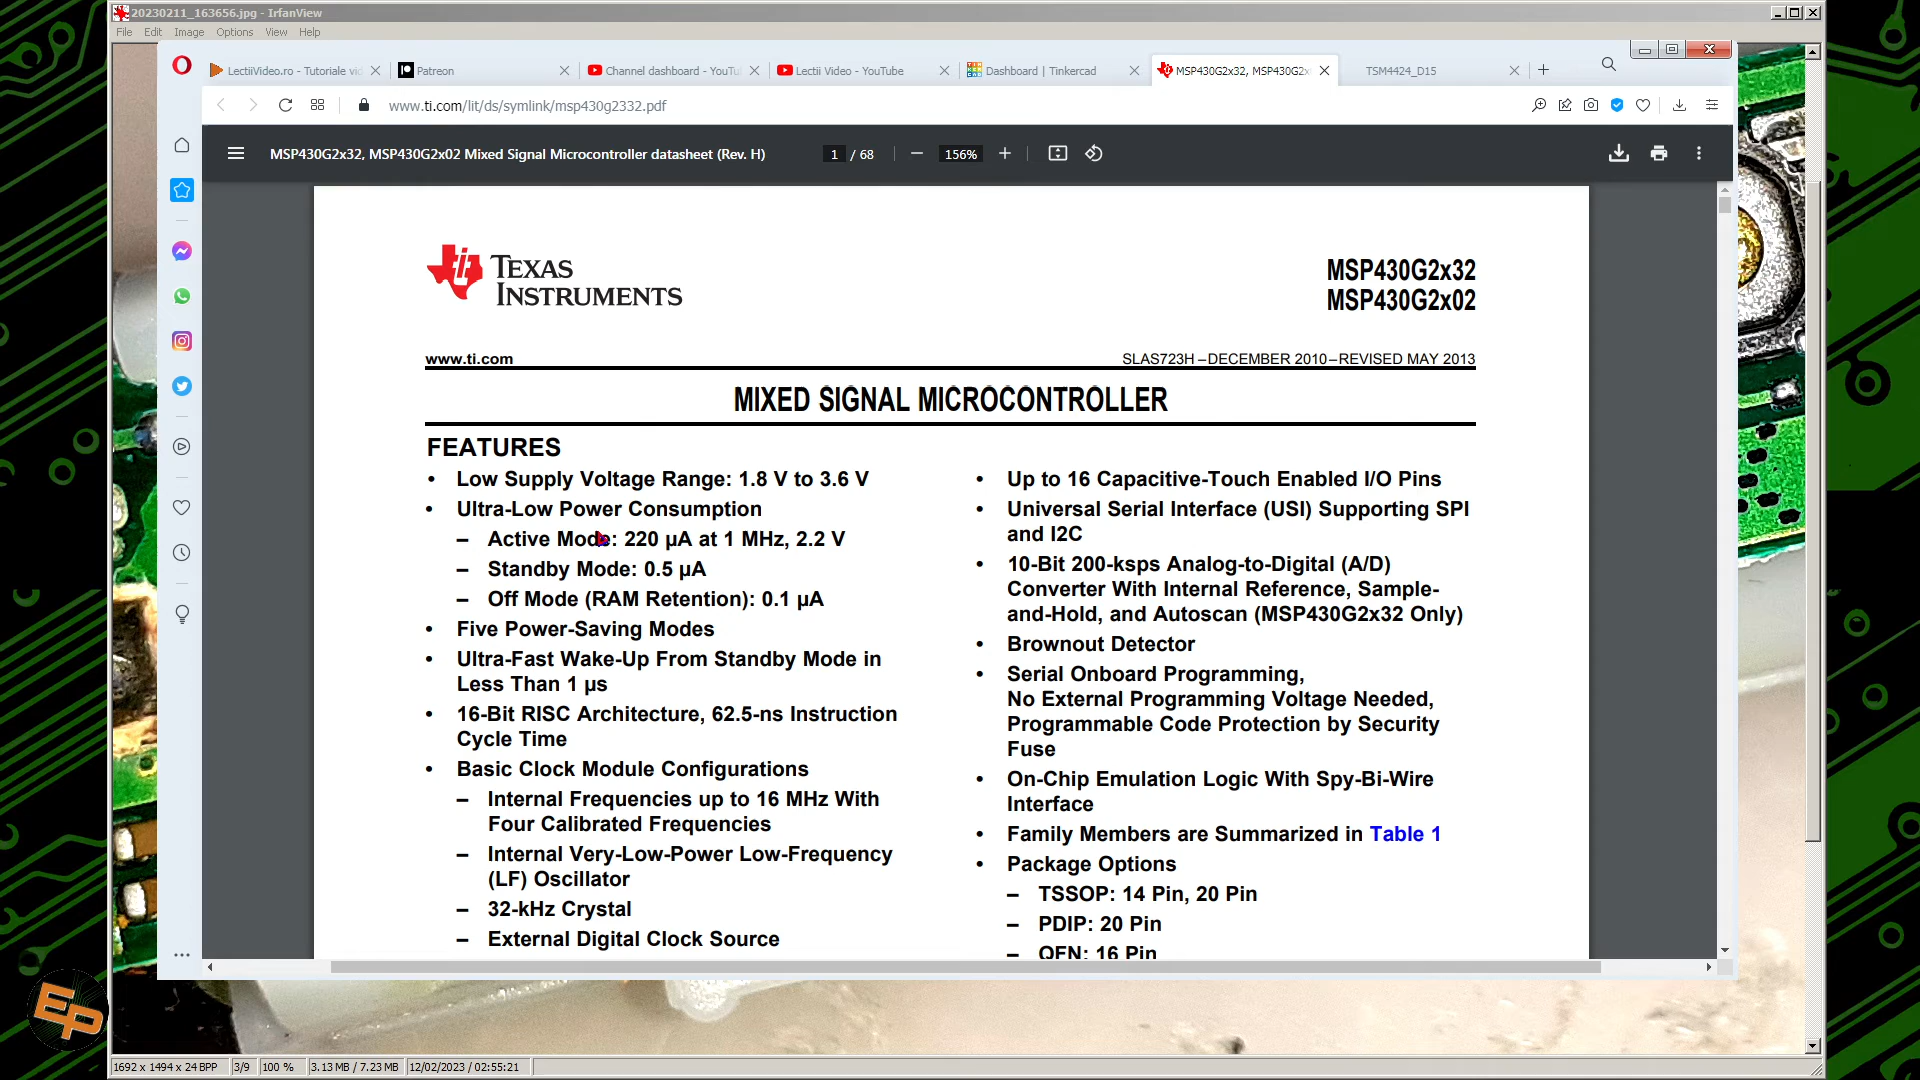 20230211_163656.jpg - IrfanView
File Edit Image Options View Help
LectiiVideo.ro - Tutoriale vid
Patreon
Channel dashboard - YouTu
Lectii Video - YouTube
Dashboard | Tinkercad
MSP430G2x32, MSP430G2x
TSM4424_D15
www.ti.com/lit/ds/symlink/msp430g2332.pdf
MSP430G2x32, MSP430G2x02 Mixed Signal Microcontroller datasheet (Rev. H)
1 / 68
156%
TEXAS
INSTRUMENTS
MSP430G2x32
MSP430G2x02
www.ti.com
SLAS723H – DECEMBER 2010 – REVISED MAY 2013
MIXED SIGNAL MICROCONTROLLER
FEATURES
• Low Supply Voltage Range: 1.8 V to 3.6 V
• Ultra-Low Power Consumption
– Active Mode: 220 µA at 1 MHz, 2.2 V
– Standby Mode: 0.5 µA
– Off Mode (RAM Retention): 0.1 µA
• Five Power-Saving Modes
• Ultra-Fast Wake-Up From Standby Mode in
Less Than 1 µs
• 16-Bit RISC Architecture, 62.5-ns Instruction
Cycle Time
• Basic Clock Module Configurations
– Internal Frequencies up to 16 MHz With
Four Calibrated Frequencies
– Internal Very-Low-Power Low-Frequency
(LF) Oscillator
– 32-kHz Crystal
– External Digital Clock Source
• Up to 16 Capacitive-Touch Enabled I/O Pins
• Universal Serial Interface (USI) Supporting SPI
and I2C
• 10-Bit 200-ksps Analog-to-Digital (A/D)
Converter With Internal Reference, Sample-
and-Hold, and Autoscan (MSP430G2x32 Only)
• Brownout Detector
• Serial Onboard Programming,
No External Programming Voltage Needed,
Programmable Code Protection by Security
Fuse
• On-Chip Emulation Logic With Spy-Bi-Wire
Interface
• Family Members are Summarized in Table 1
• Package Options
– TSSOP: 14 Pin, 20 Pin
– PDIP: 20 Pin
– QFN: 16 Pin
EP
1692 x 1494 x 24 BPP
3/9
100 %
3.13 MB / 7.23 MB
12/02/2023 / 02:55:21